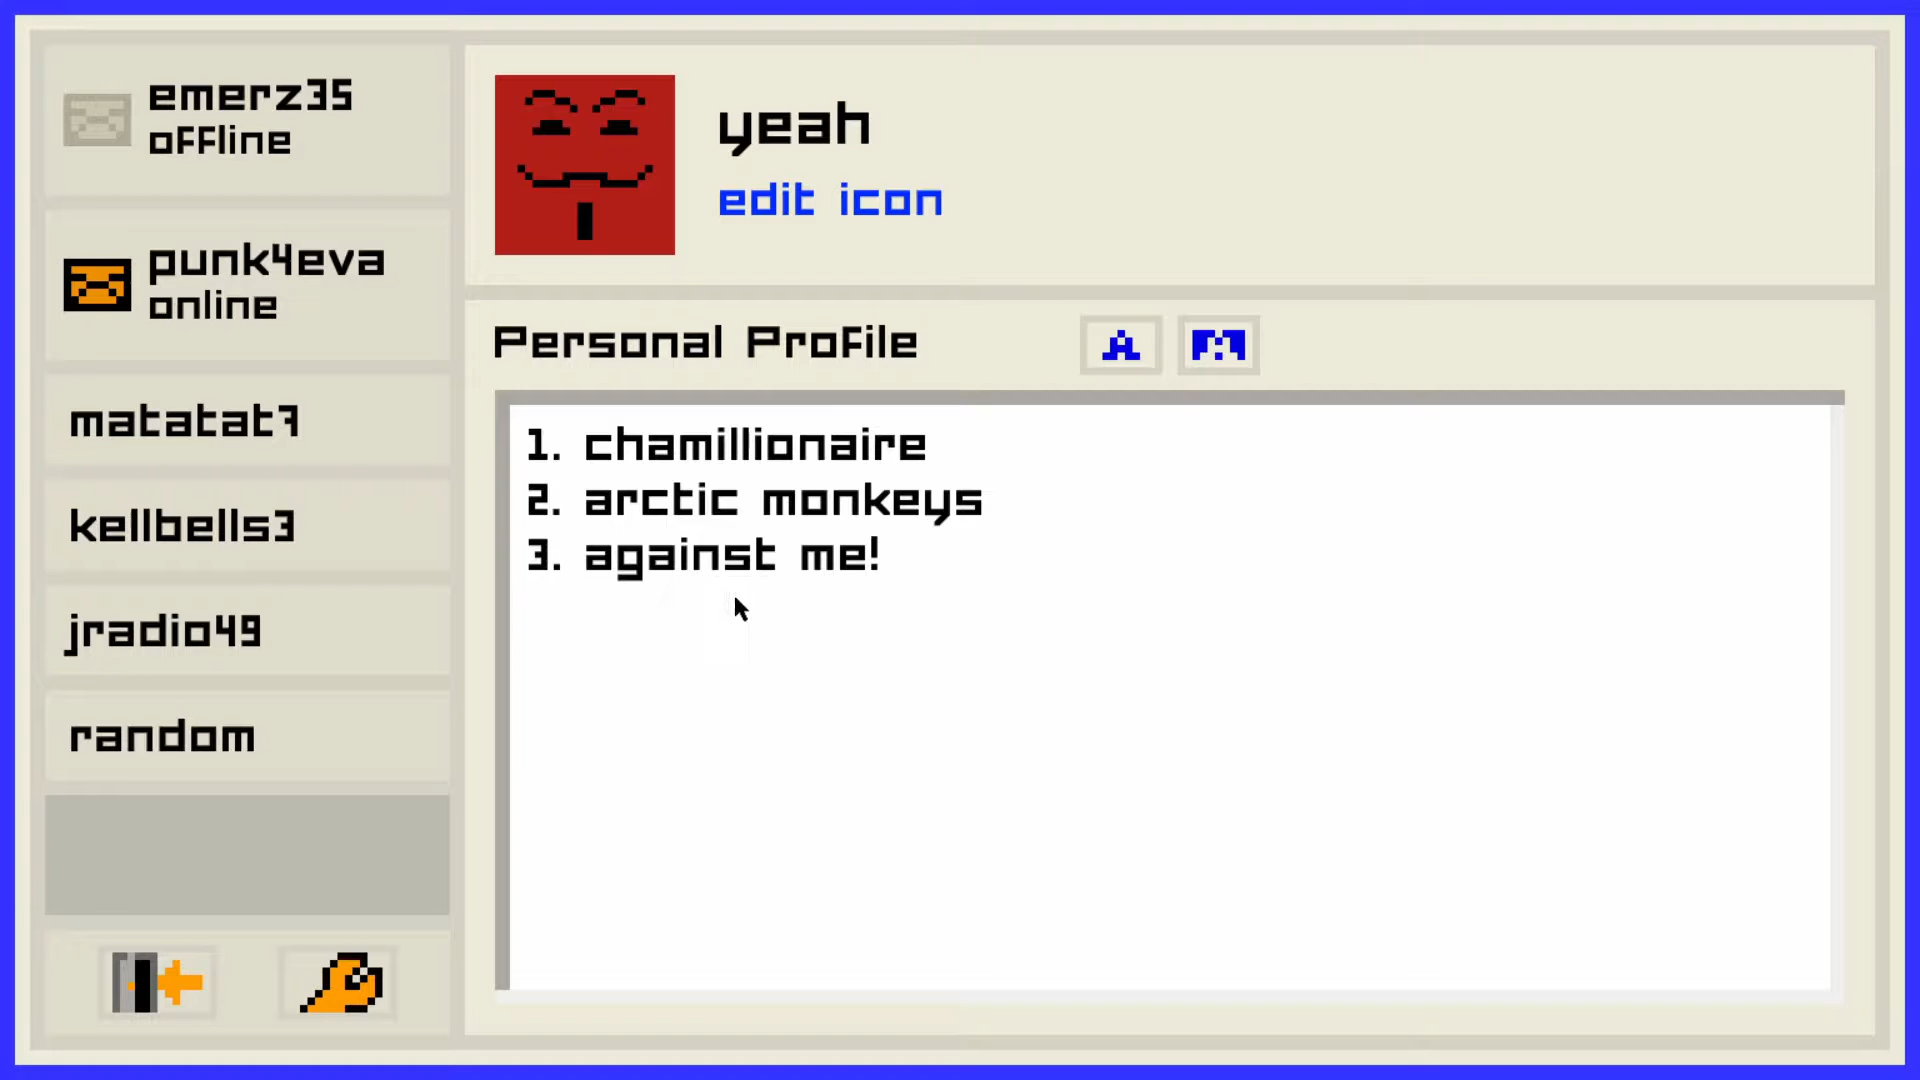 emerz35
offline
punk4eva
online
matatat7
kellbells3
jradio49
random
yeah
edit icon
Personal Profile
A
1. chamillionaire
2. arctic monkeys
3. against me!